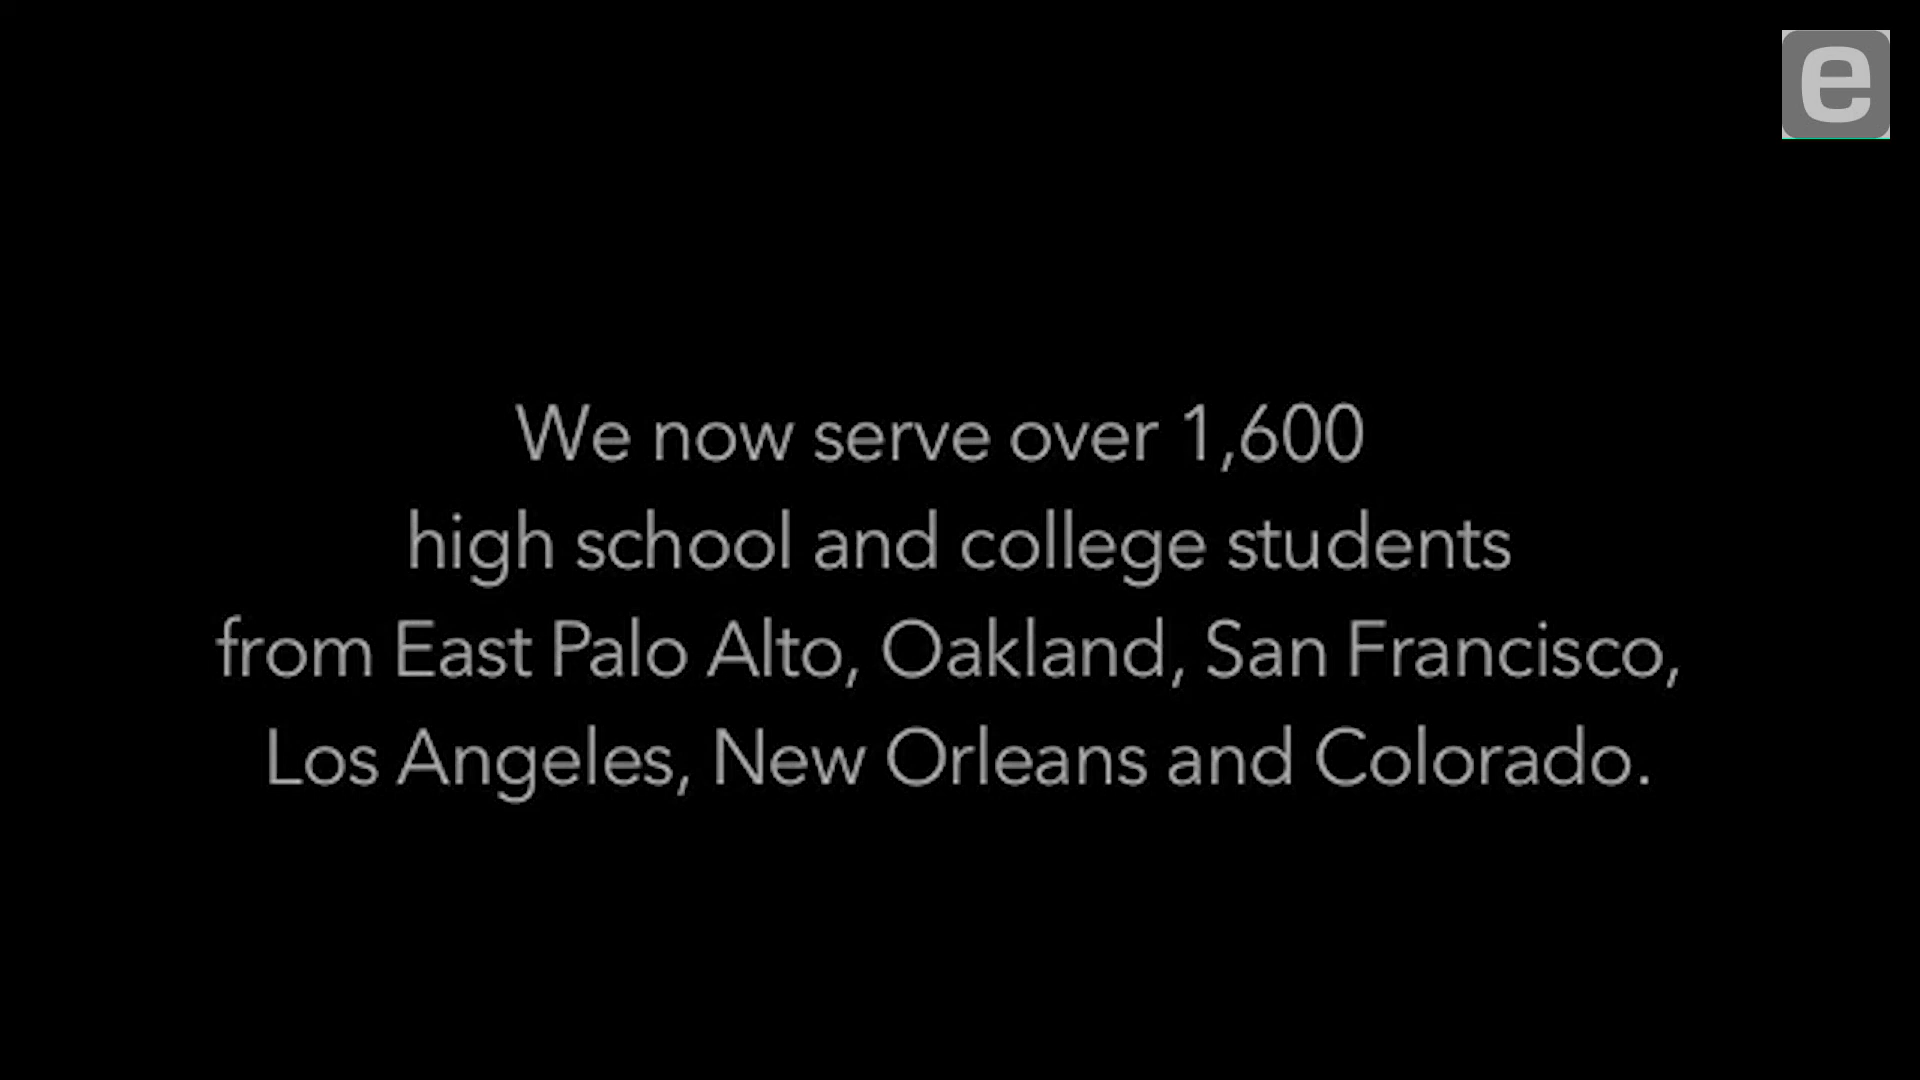 e
We now serve over 1,600
high school and college students
from East Palo Alto, Oakland, San Francisco,
Los Angeles, New Orleans and Colorado.